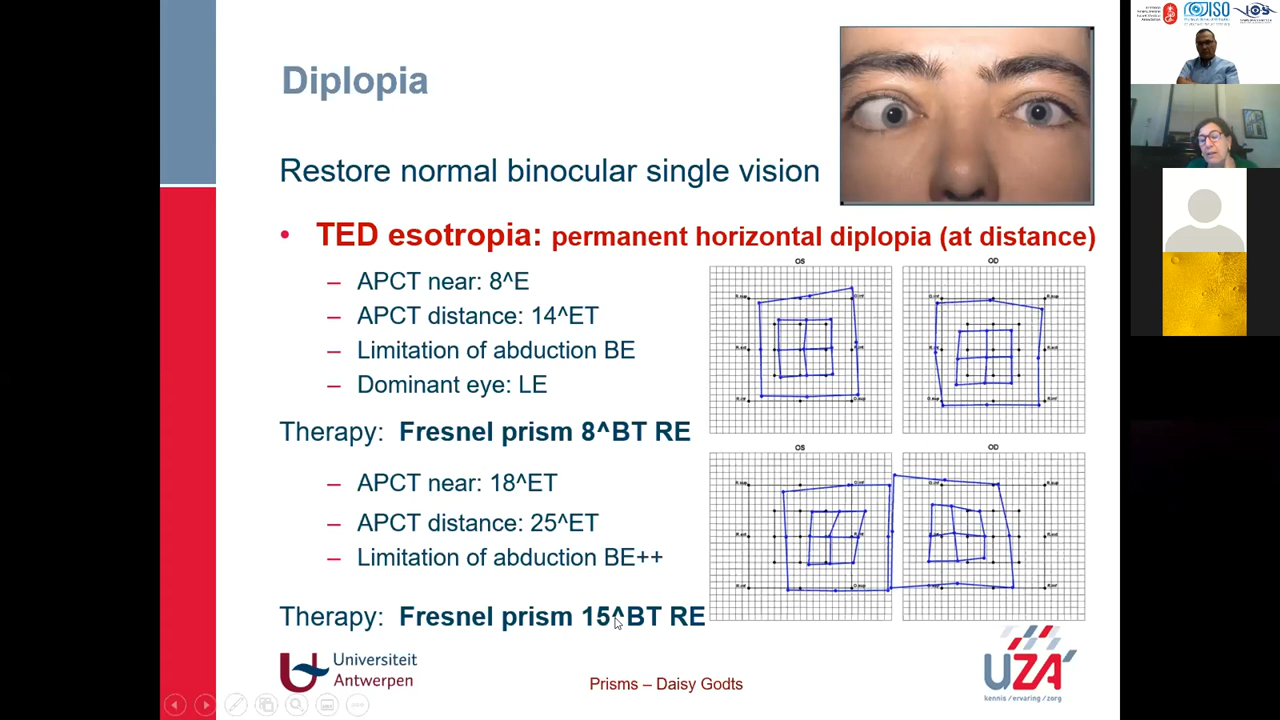 Diplopia
Restore normal binocular single vision
• TED esotropia: permanent horizontal diplopia (at distance)
– APCT near: 8^E
– APCT distance: 14^ET
– Limitation of abduction BE
– Dominant eye: LE
Therapy: Fresnel prism 8^BT RE
– APCT near: 18^ET
– APCT distance: 25^ET
– Limitation of abduction BE++
Therapy: Fresnel prism 15^BT RE
OS
OD
OS
OD
Universiteit
Antwerpen
Prisms – Daisy Godts
UZA
kennis / ervaring / zorg
ISO
IOS